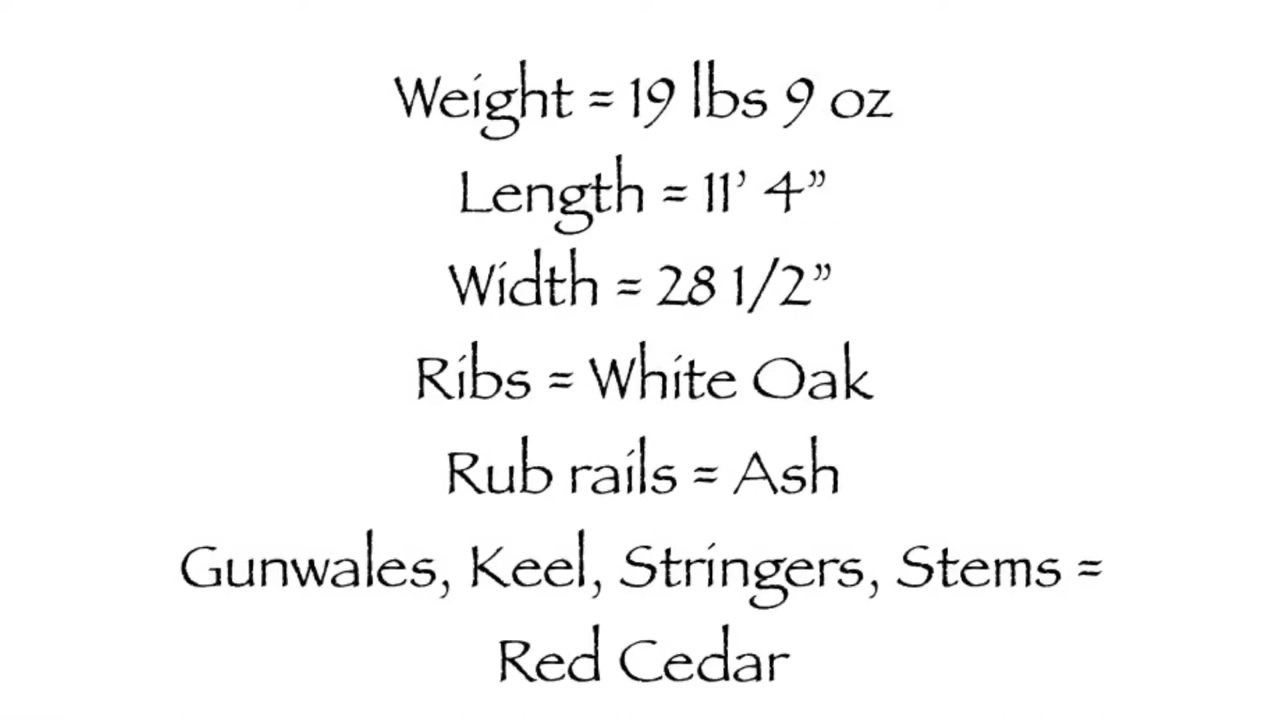 Weight = 19 lbs 9 oz
Length = 11’ 4”
Width = 28 1/2”
Ribs = White Oak
Rub rails = Ash
Gunwales, Keel, Stringers, Stems =
Red Cedar